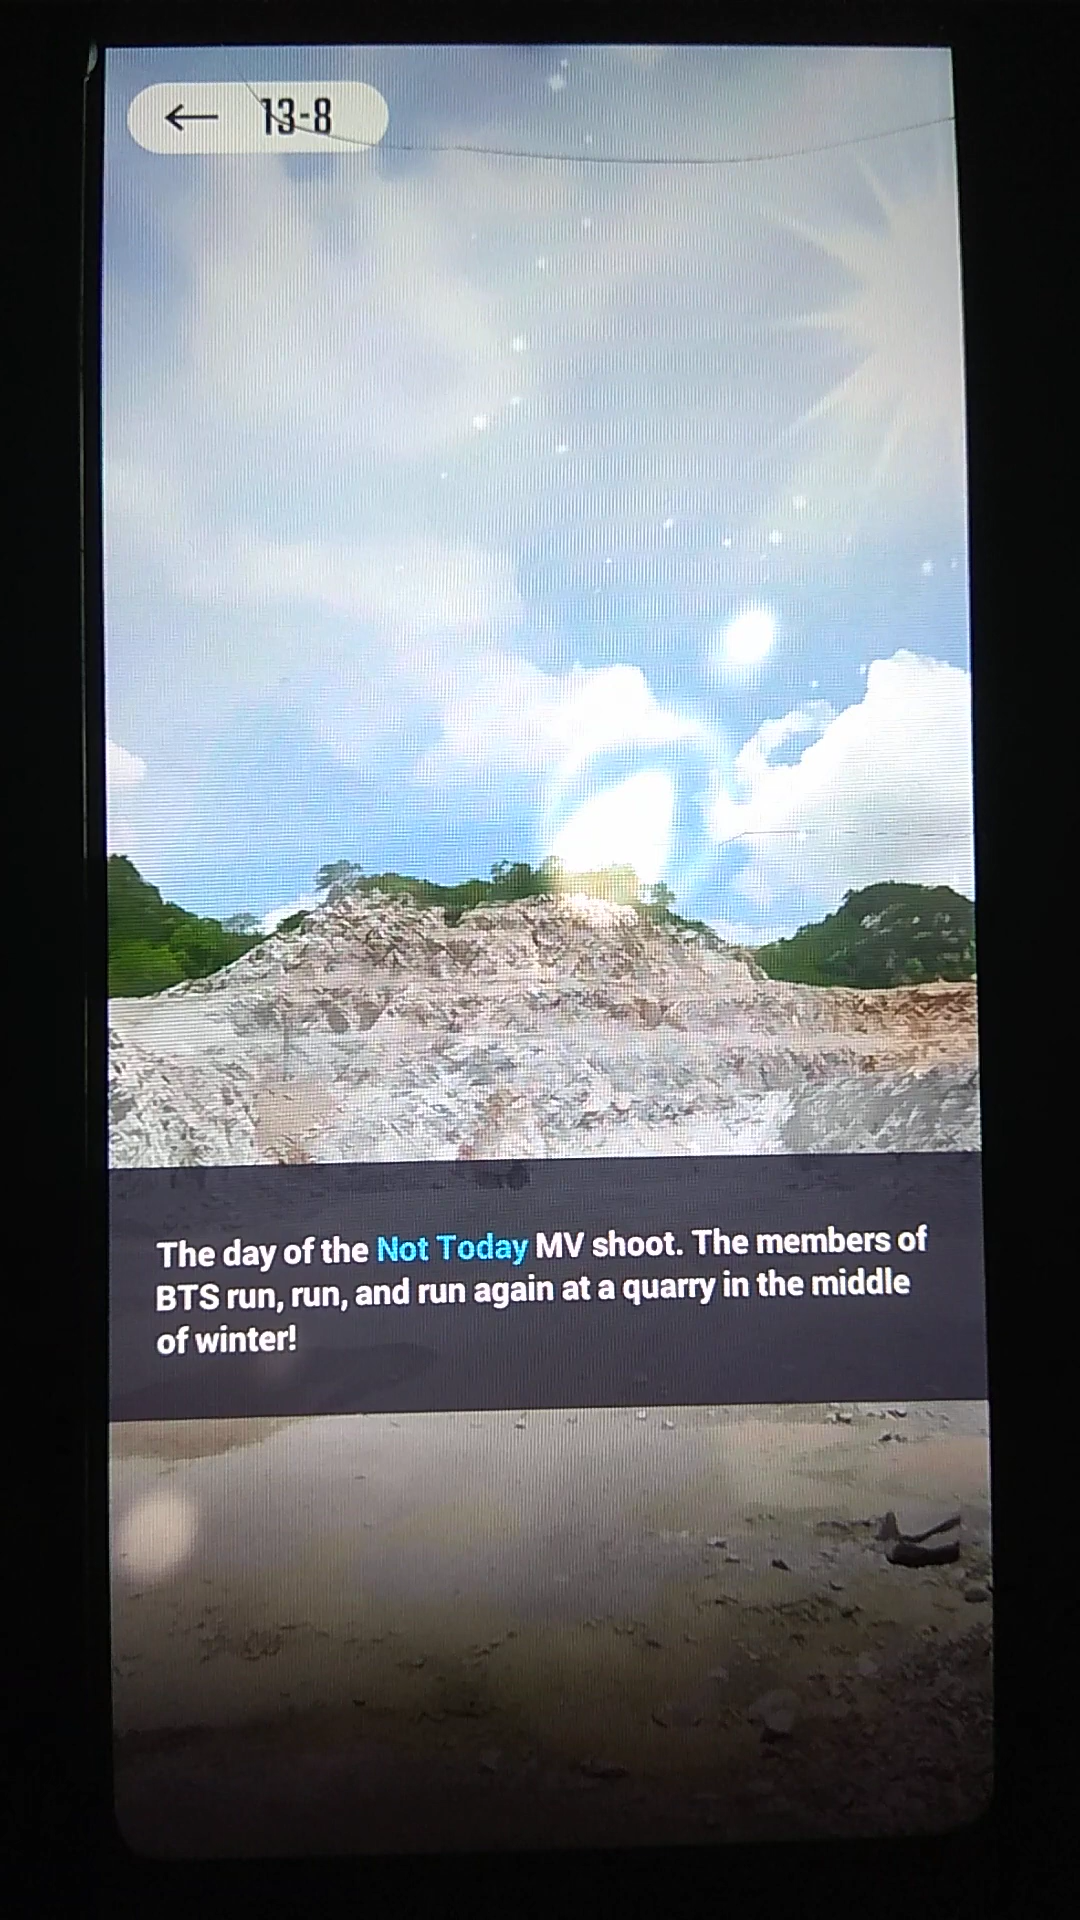 13-8
The day of the Not Today MV shoot. The members of
BTS run, run, and run again at a quarry in the middle
of winter!